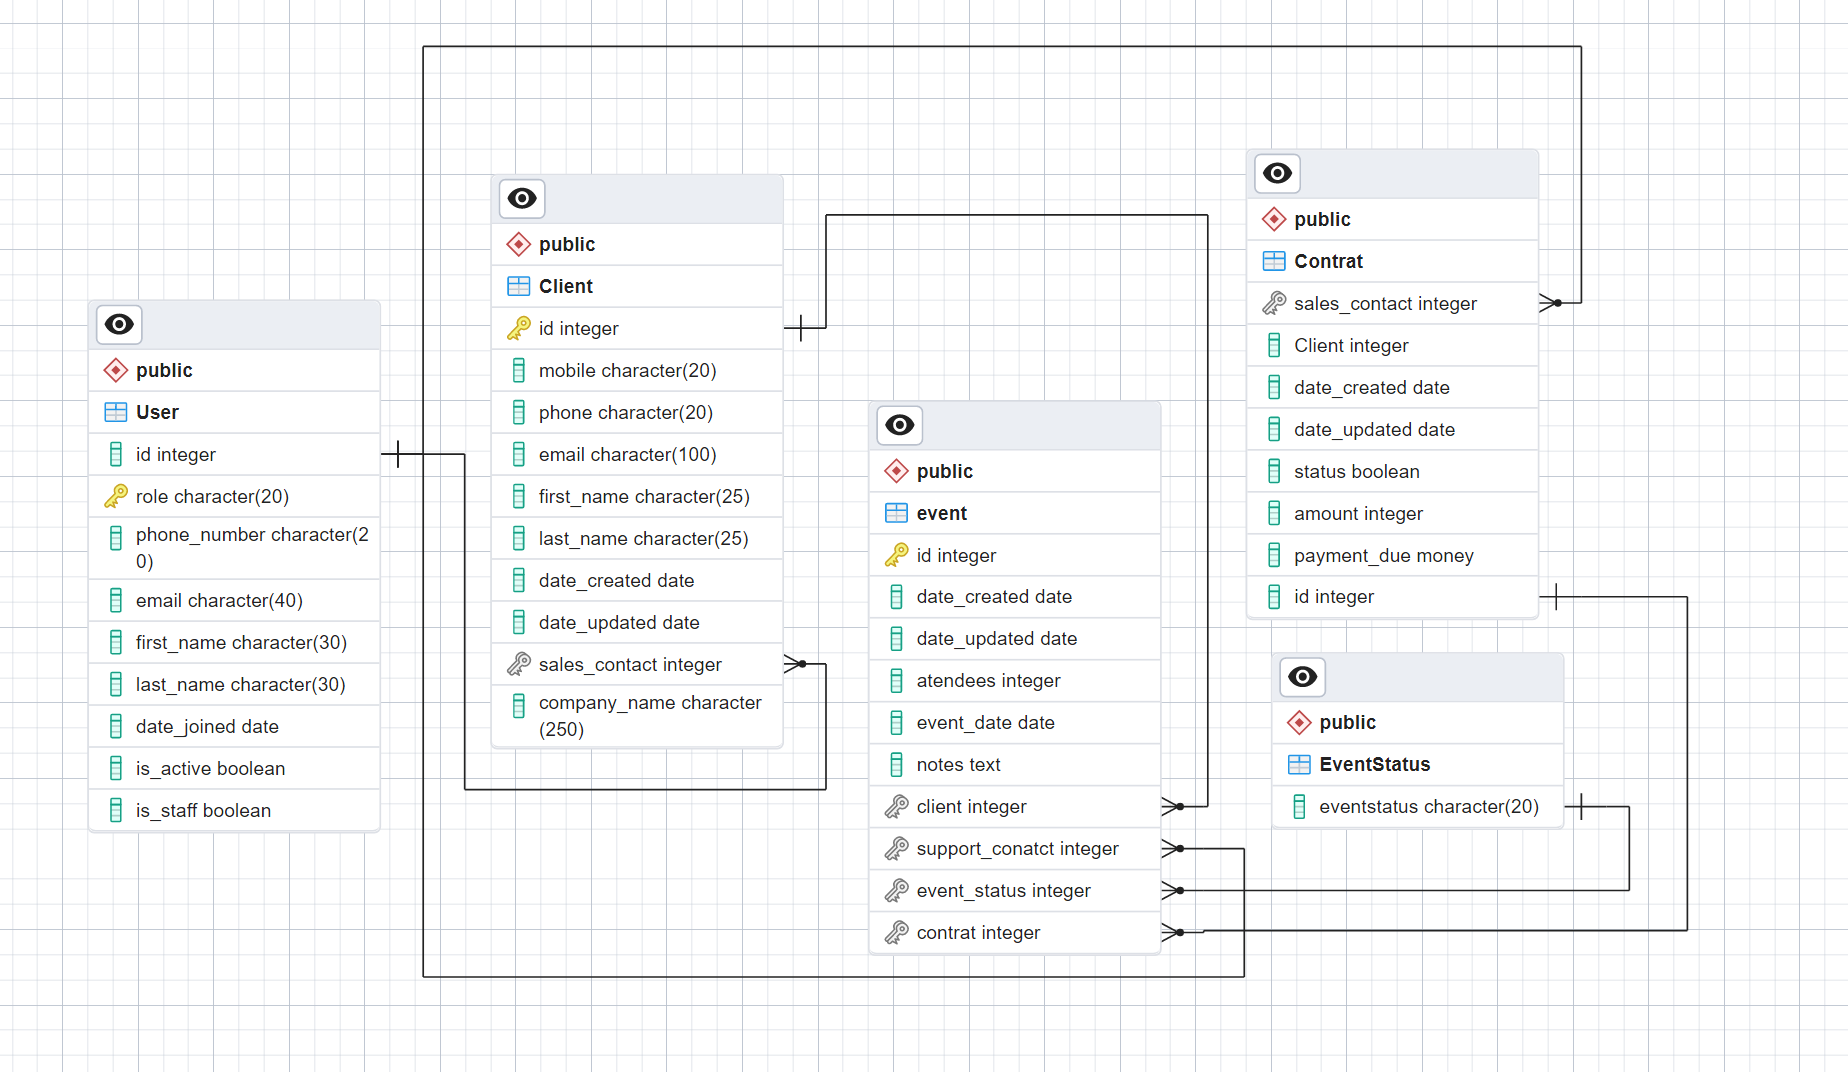 public
User
id integer
role character(20)
phone_number character(2
0)
email character(40)
first_name character(30)
last_name character(30)
date_joined date
is_active boolean
is_staff boolean
public
Client
id integer
mobile character(20)
phone character(20)
email character(100)
first_name character(25)
last_name character(25)
date_created date
date_updated date
sales_contact integer
company_name character
(250)
public
event
id integer
date_created date
date_updated date
atendees integer
event_date date
notes text
client integer
support_conatct integer
event_status integer
contrat integer
public
Contrat
sales_contact integer
Client integer
date_created date
date_updated date
status boolean
amount integer
payment_due money
id integer
public
EventStatus
eventstatus character(20)